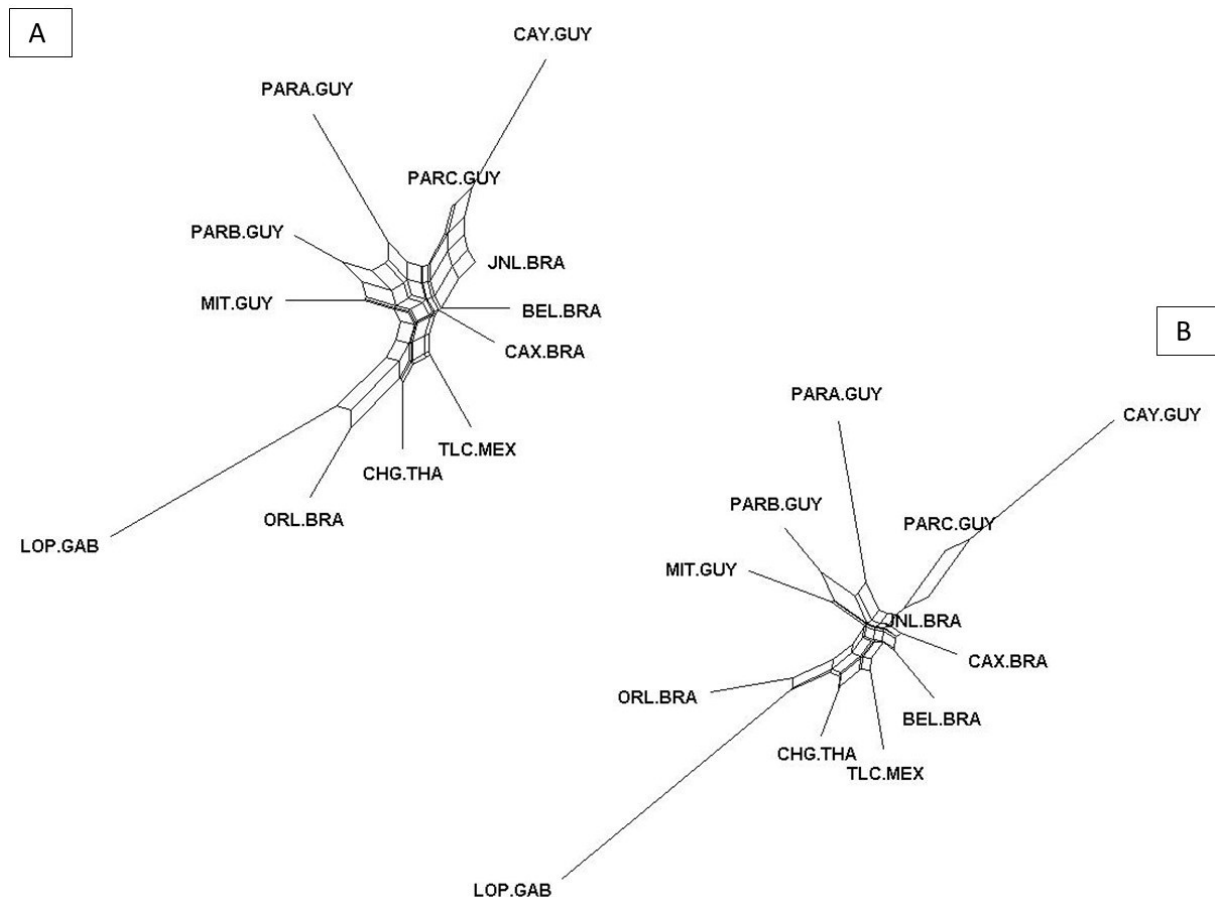 A
CAY.GUY
PARA.GUY
PARC.GUY
PARB.GUY
JNL.BRA
MIT.GUY
BEL.BRA
CAX.BRA
TLC.MEX
CHG.THA
ORL.BRA
LOP.GAB
B
PARA.GUY
CAY.GUY
PARB.GUY
PARC.GUY
MIT.GUY
JNL.BRA
CAX.BRA
ORL.BRA
BEL.BRA
CHG.THA
TLC.MEX
LOP.GAB